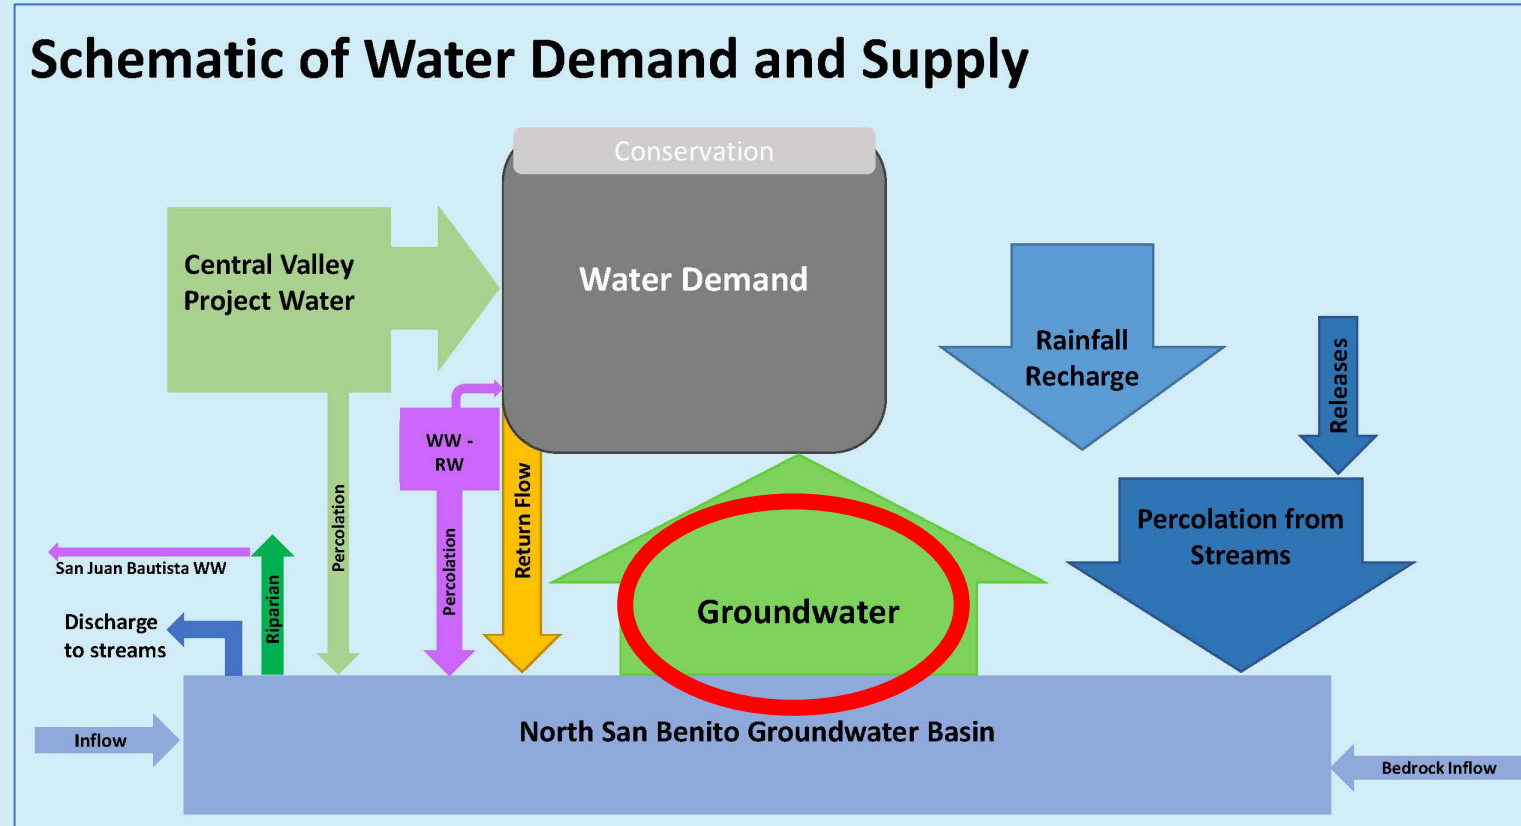 Schematic of Water Demand and Supply
Conservation
Central Valley
Project Water
Water Demand
Rainfall
Recharge
Releases
WW -
RW
Percolation
Percolation
Return Flow
Percolation from
Streams
San Juan Bautista WW
Riparian
Discharge
to streams
Groundwater
North San Benito Groundwater Basin
Inflow
Bedrock Inflow